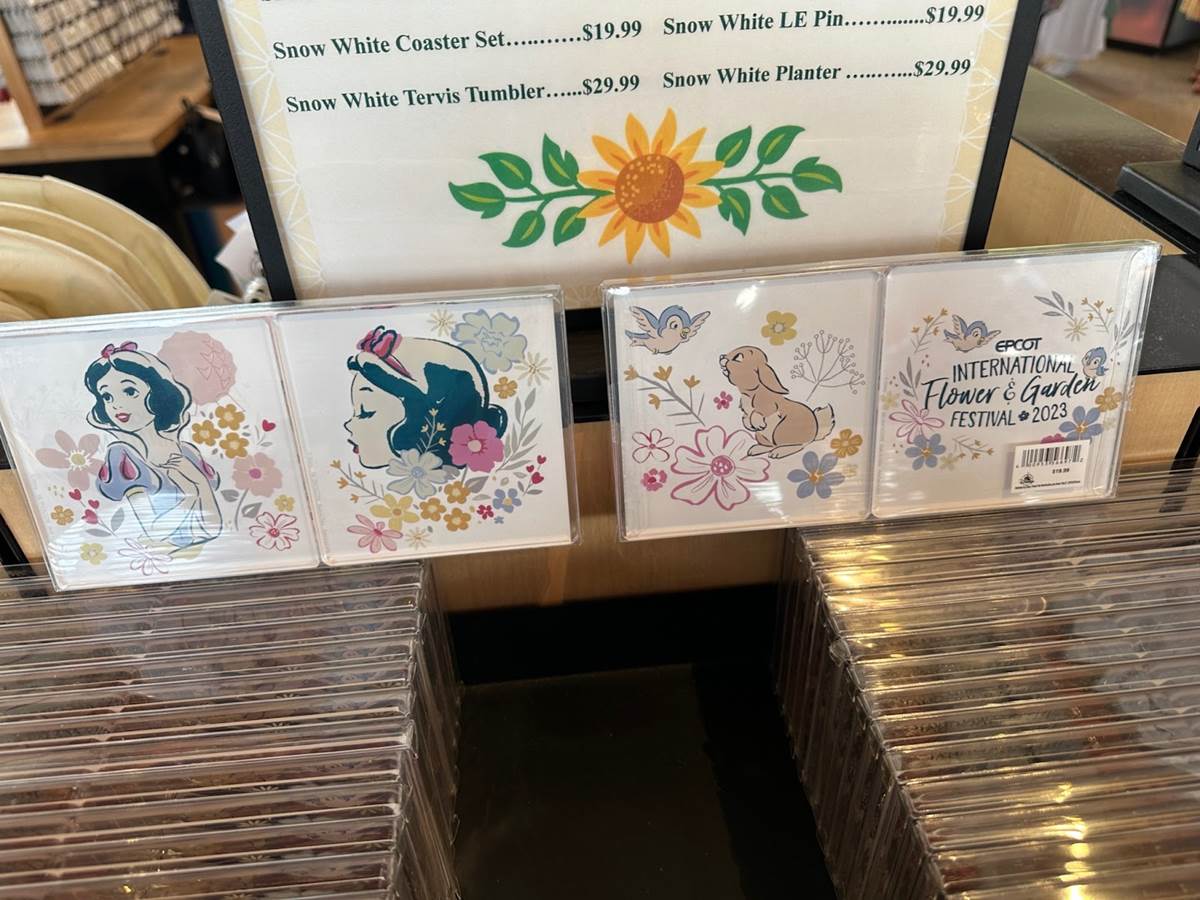 Snow White Coaster Set...........$19.99
Snow White LE Pin............$19.99
Snow White Tervis Tumbler......$29.99
Snow White Planter ...........$29.99
EPCOT
INTERNATIONAL
Flower & Garden
FESTIVAL 2023
$19.99